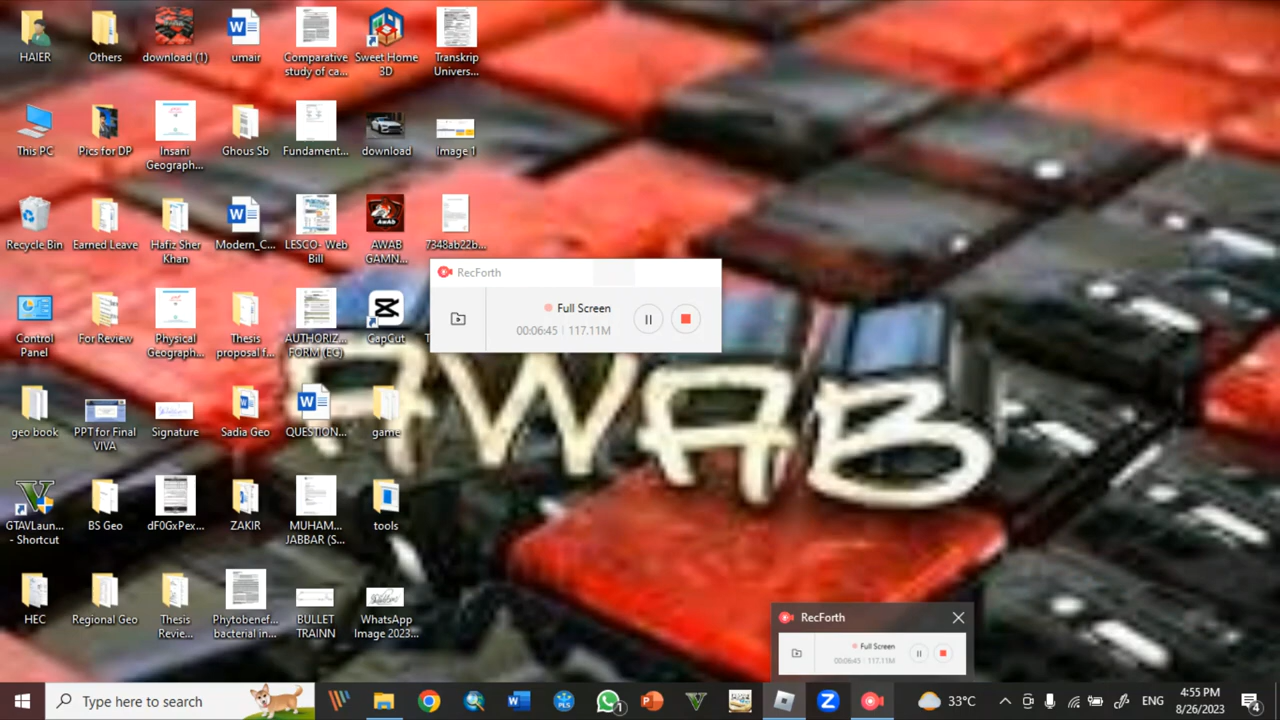 HAIER
Others
download (1)
umair
Comparative
study of ca...
Sweet Home
3D
Transkrip
Univers...
This PC
Pics for DP
Insani
Geograph...
Ghous Sb
Fundament...
download
Image 1
Recycle Bin
Earned Leave
Hafiz Sher
Khan
Modern_C...
LESCO- Web
Bill
AWAB
GAMN...
7348ab22b...
RecForth
Full Screen
00:06:45 | 117.11M
Control
Panel
For Review
Physical
Geograph...
Thesis
proposal f...
AUTHORIZ...
FORM (EC)
CapCut
AWAB
geo book
PPT for Final
VIVA
Signature
Sadia Geo
QUESTION...
game
GTAVLaun...
- Shortcut
BS Geo
dF0GxPex...
ZAKIR
MUHAM...
JABBAR (S...
tools
HEC
Regional Geo
Thesis
Revie...
Phytobenef...
bacterial in...
BULLET
TRAINN
WhatsApp
Image 2023...
RecForth
Full Screen
00:06:45 | 117.11M
Type here to search
33°C
ENG
4:55 PM
8/26/2023